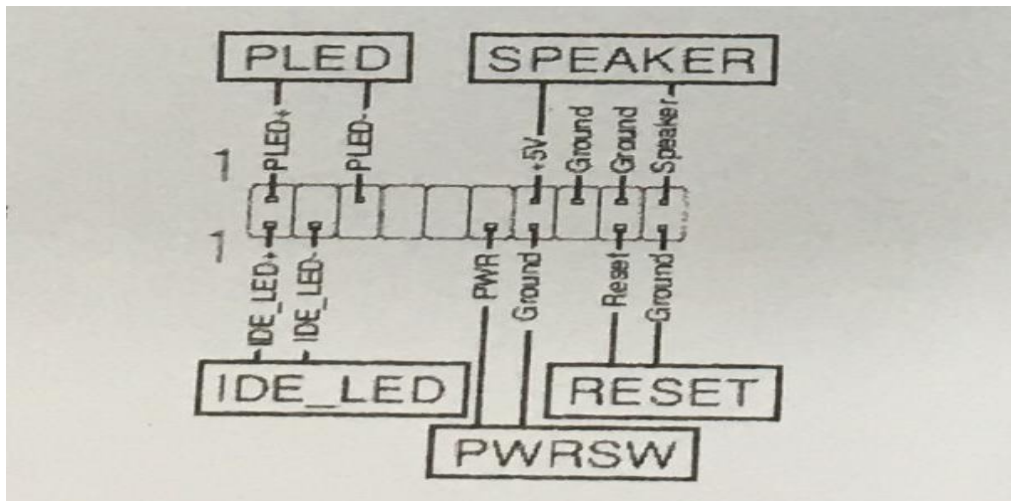 PLED SPEAKER
PLED+ PLED- +5V Ground Ground Speaker
1
1
IDE_LED+ IDE_LED- PWR Ground Reset Ground
IDE_LED RESET
PWRSW